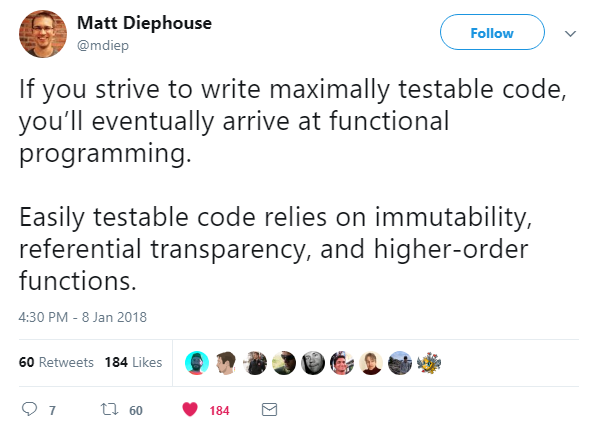 Matt Diephouse
@mdiep
Follow
If you strive to write maximally testable code,
you’ll eventually arrive at functional
programming.
Easily testable code relies on immutability,
referential transparency, and higher-order
functions.
4:30 PM - 8 Jan 2018
60 Retweets 184 Likes
7 60 184